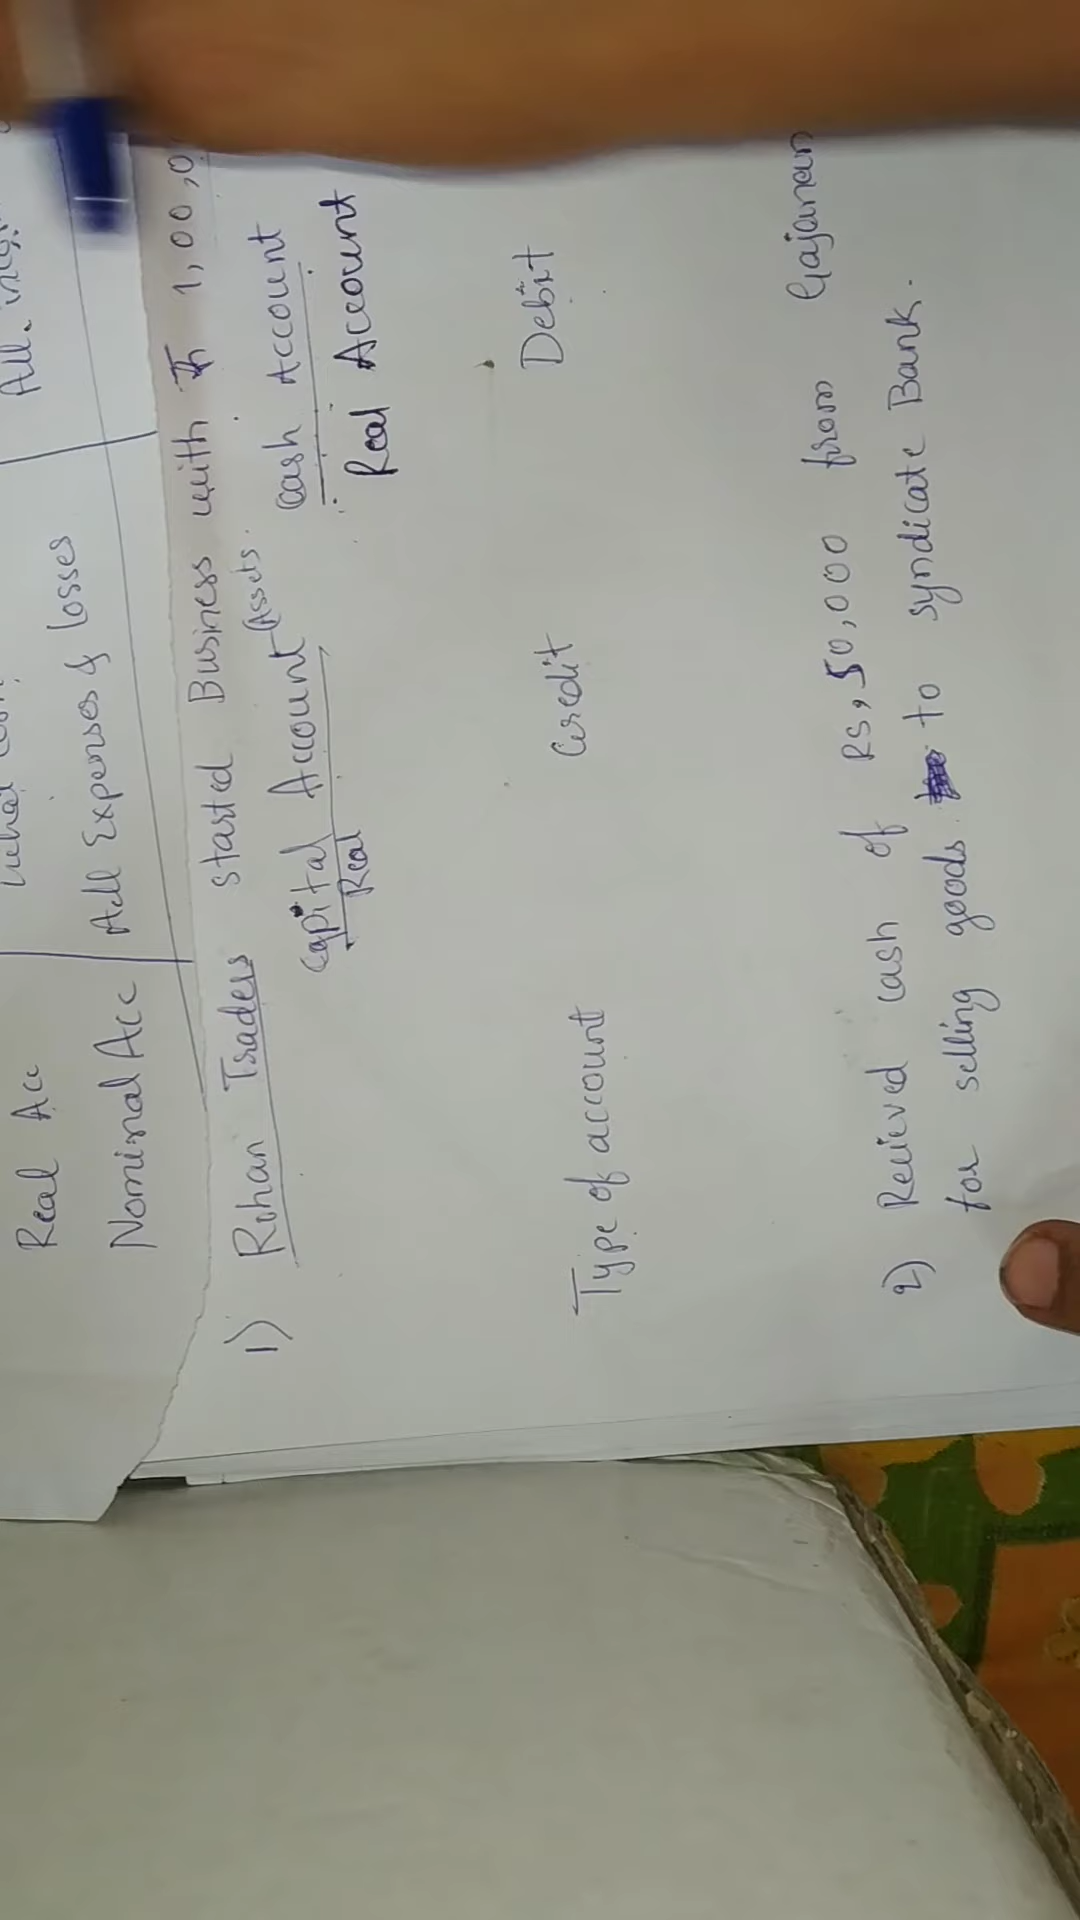 Real Acc
Nominal Acc All Expenses & losses All
1) Rohan Traders started Business with 1,00,0
Capital Account (Assets. Cash Account
Real Real Account
Type of account Credit Debit
2) Recieved cash of Rs, 50,000 from Gajanan
for selling goods. to syndicate Bank.